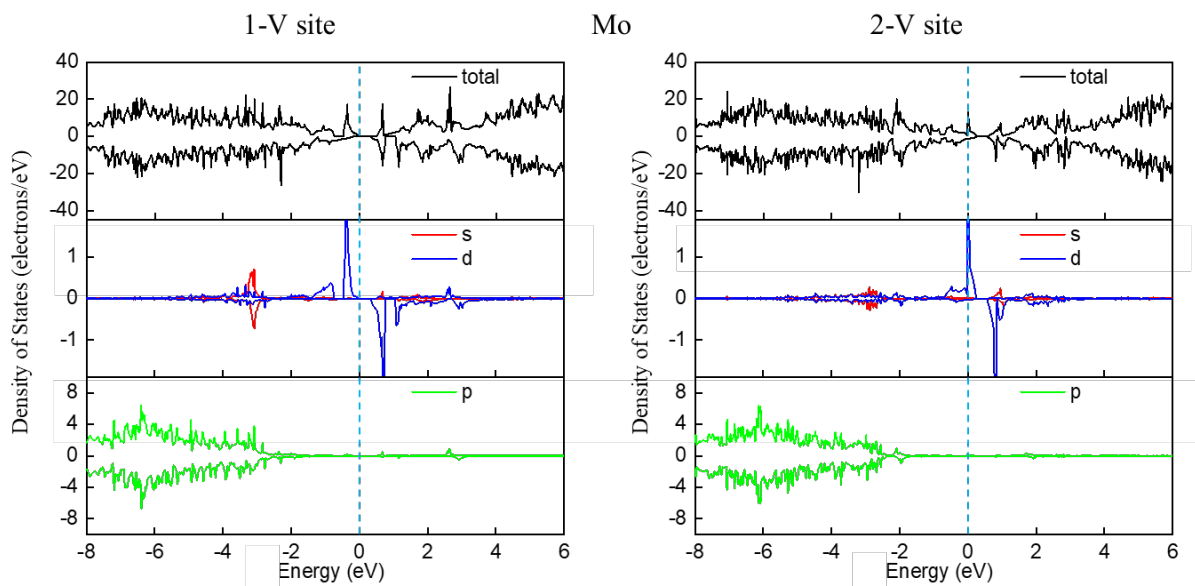 1-V site
Mo
2-V site
Density of States (electrons/eV)
40
20
0
-20
-40
total
1
0
-1
s
d
8
4
0
-4
-8
p
-8 -6 -4 -2 0 2 4 6
Energy (eV)
Density of States (electrons/eV)
40
20
0
-20
-40
total
1
0
-1
s
d
8
4
0
-4
-8
p
-8 -6 -4 -2 0 2 4 6
Energy (eV)